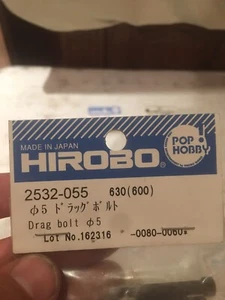 MADE IN JAPAN
HIROBO
POP
HOBBY
2532-055 630(600)
φ5 ドラッグボルト
Drag bolt φ5
Lot No.162316 -0080-0060s